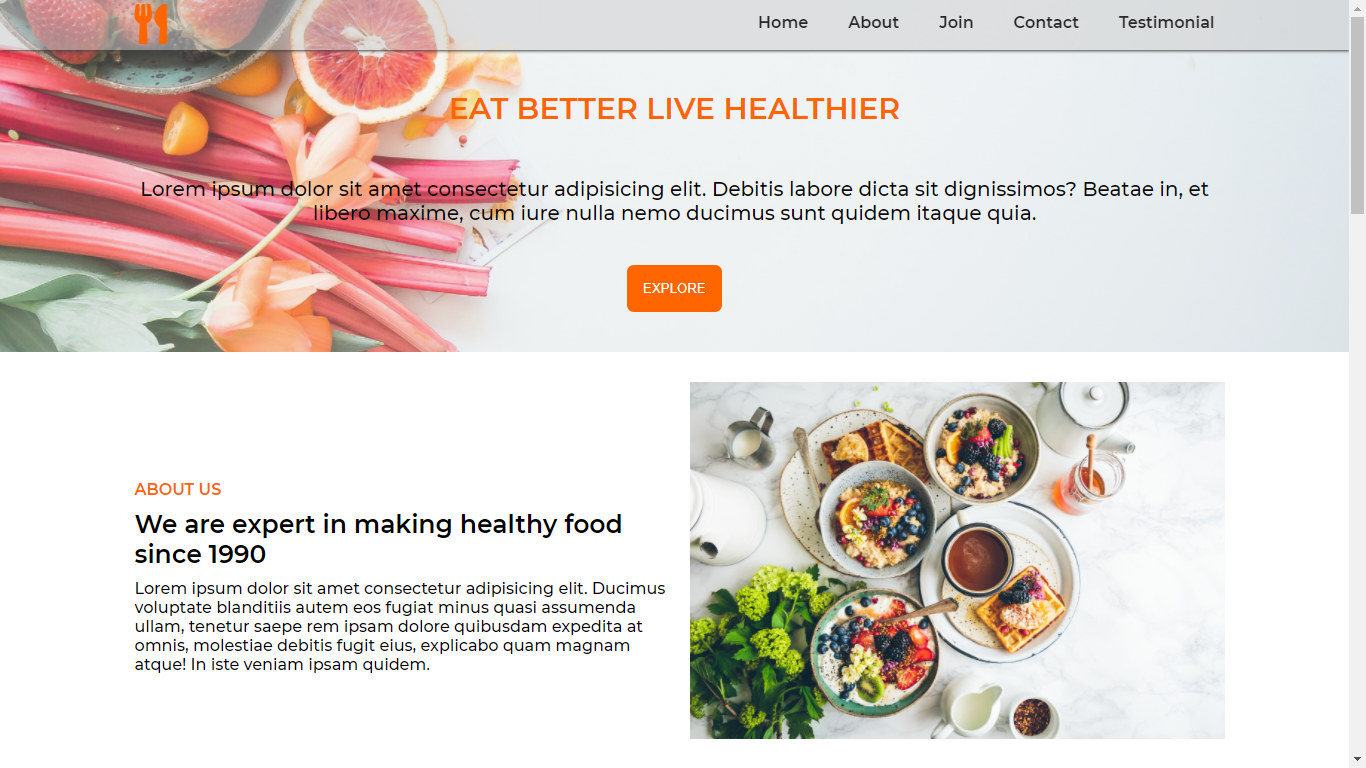 Home About Join Contact Testimonial
EAT BETTER LIVE HEALTHIER
Lorem ipsum dolor sit amet consectetur adipisicing elit. Debitis labore dicta sit dignissimos? Beatae in, et
libero maxime, cum iure nulla nemo ducimus sunt quidem itaque quia.
EXPLORE
ABOUT US
We are expert in making healthy food
since 1990
Lorem ipsum dolor sit amet consectetur adipisicing elit. Ducimus
voluptate blanditiis autem eos fugiat minus quasi assumenda
ullam, tenetur saepe rem ipsam dolore quibusdam expedita at
omnis, molestiae debitis fugit eius, explicabo quam magnam
atque! In iste veniam ipsam quidem.